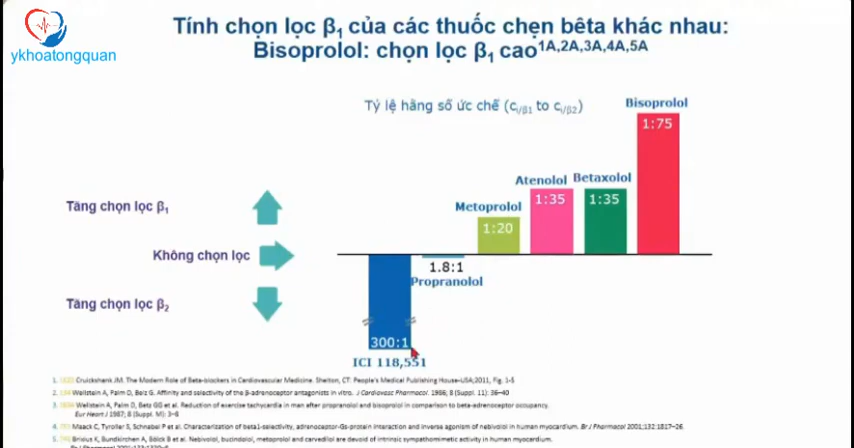 Tính chọn lọc β1 của các thuốc chẹn bêta khác nhau:
Bisoprolol: chọn lọc β1 cao1A,2A,3A,4A,5A
ykhoatongquan
Tỷ lệ hằng số ức chế (ci/β1 to ci/β2)
Bisoprolol
1:75
Atenolol
1:35
Betaxolol
1:35
Metoprolol
1:20
Tăng chọn lọc β1
Không chọn lọc
Tăng chọn lọc β2
1.8:1
Propranolol
300:1
ICI 118,551
1. Cruickshank JM. The Modern Role of Beta-blockers in Cardiovascular Medicine. Shelton, CT: People's Medical Publishing House-USA;2011, Fig. 1-5
2. Wellstein A, Palm D, Belz G. Affinity and selectivity of the β-adrenoceptor antagonists in vitro. J Cardiovasc Pharmacol. 1986; 8 (Suppl. 11): 36–40
3. Wellstein A, Palm D, Belz GG et al. Reduction of exercise tachycardia in man after propranolol and bisoprolol in comparison to beta-adrenoceptor occupancy.
Eur Heart J 1987; 8 (Suppl. M): 3–8
4. Maack C, Tyroller S, Schnabel P et al. Characterization of beta1-selectivity, adrenoceptor-Gs-protein interaction and inverse agonism of nebivolol in human myocardium. Br J Pharmacol 2001;132:1817–26
5. Brixius K, Bundkirchen A, Bölck B et al. Nebivolol, bucindolol, metoprolol and carvedilol are devoid of intrinsic sympathomimetic activity in human myocardium.